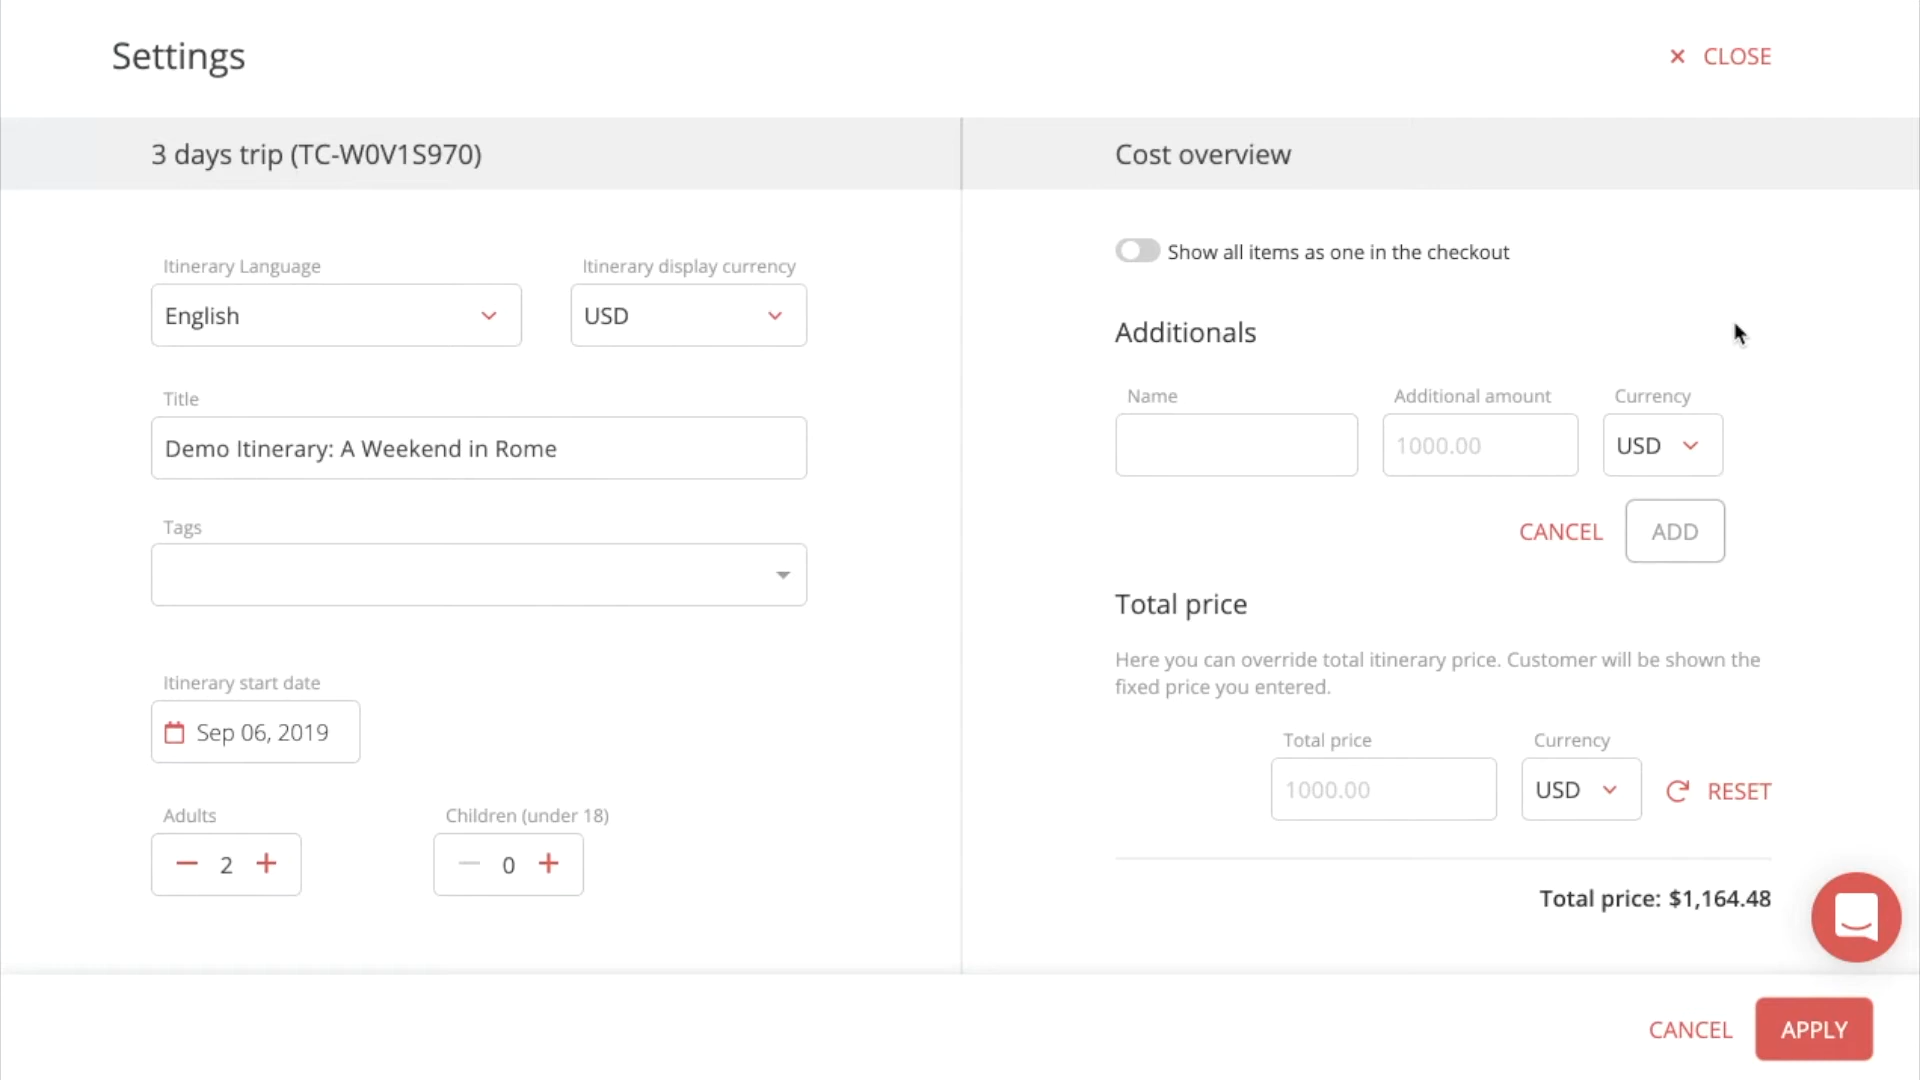 Settings
× CLOSE
3 days trip (TC-W0V1S970)
Cost overview
Itinerary Language
Itinerary display currency
English
USD
Title
Demo Itinerary: A Weekend in Rome
Tags
Itinerary start date
Sep 06, 2019
Adults
Children (under 18)
2
0
Show all items as one in the checkout
Additionals
Name
Additional amount
Currency
1000.00
USD
CANCEL
ADD
Total price
Here you can override total itinerary price. Customer will be shown the
fixed price you entered.
Total price
Currency
1000.00
USD
RESET
Total price: $1,164.48
CANCEL
APPLY